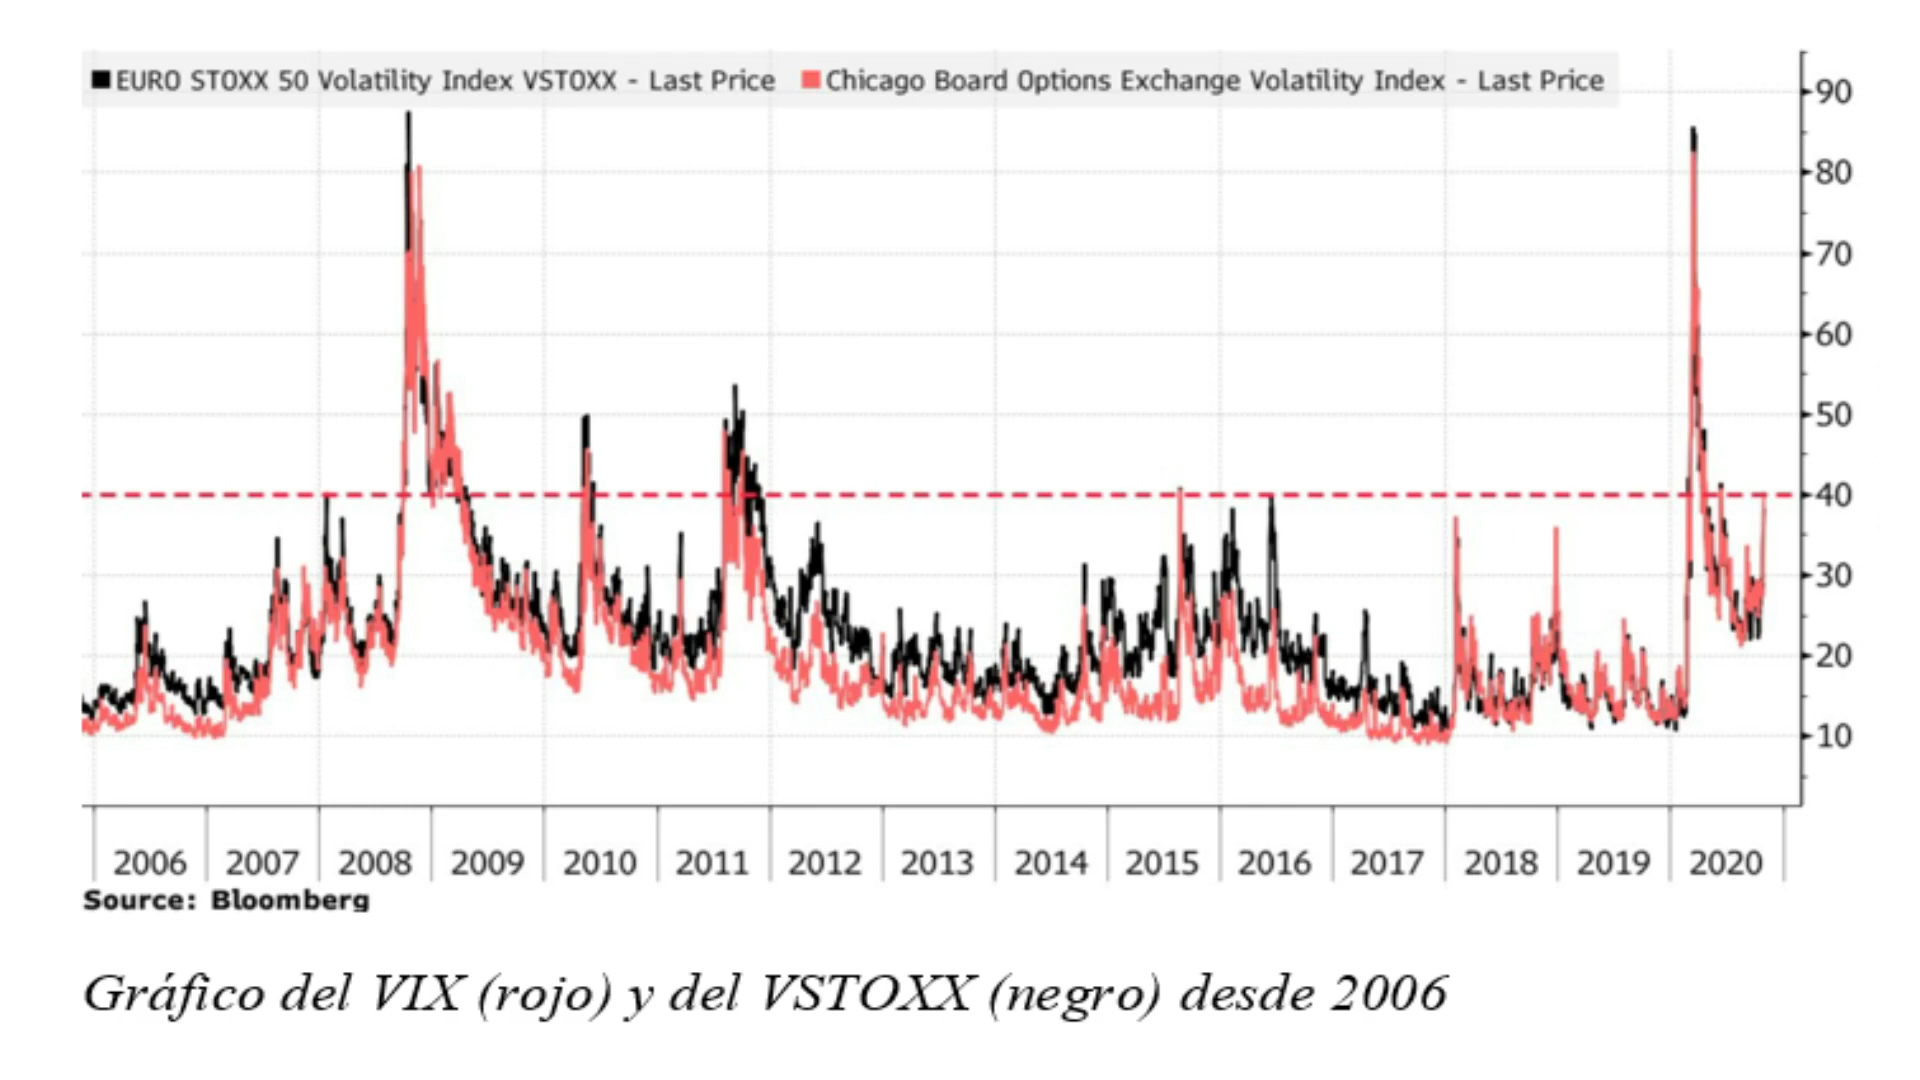 EURO STOXX 50 Volatility Index VSTOXX - Last Price Chicago Board Options Exchange Volatility Index - Last Price
90
80
70
60
50
40
30
20
10
2006 2007 2008 2009 2010 2011 2012 2013 2014 2015 2016 2017 2018 2019 2020
Source: Bloomberg
Gráfico del VIX (rojo) y del VSTOXX (negro) desde 2006